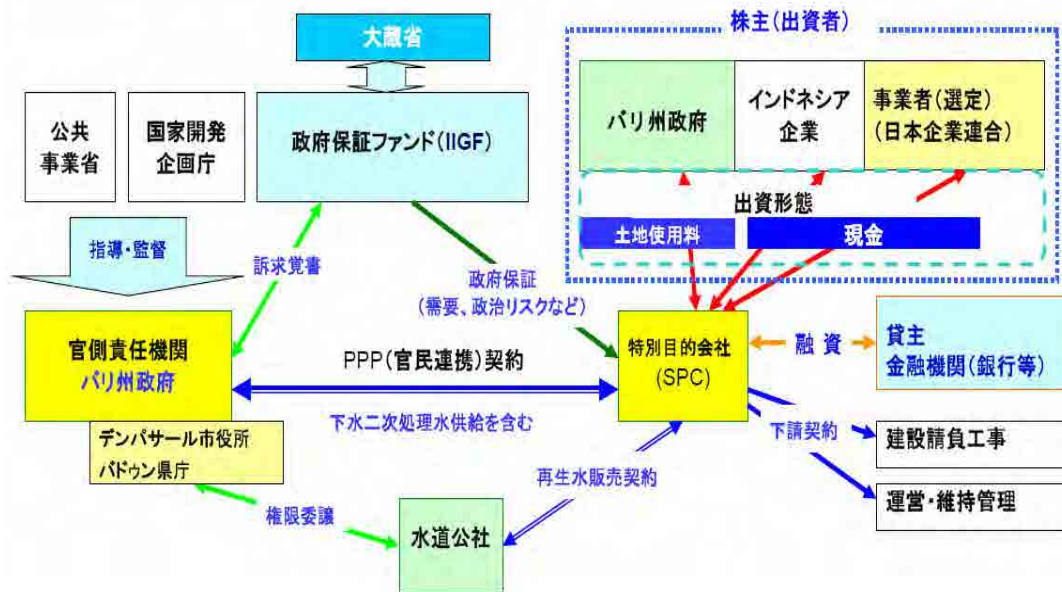 大蔵省
株主(出資者)
公共
事業省
国家開発
企画庁
政府保証ファンド(IIGF)
バリ州政府
インドネシア
企業
事業者(選定)
(日本企業連合)
出資形態
土地使用料
現金
指導・監督
訴求覚書
政府保証
(需要、政治リスクなど)
官側責任機関
バリ州政府
PPP(官民連携)契約
下水二次処理水供給を含む
特別目的会社
(SPC)
融資
貸主
金融機関(銀行等)
デンパサール市役所
バドゥン県庁
下請契約
建設請負工事
運営・維持管理
再生水販売契約
権限委譲
水道公社